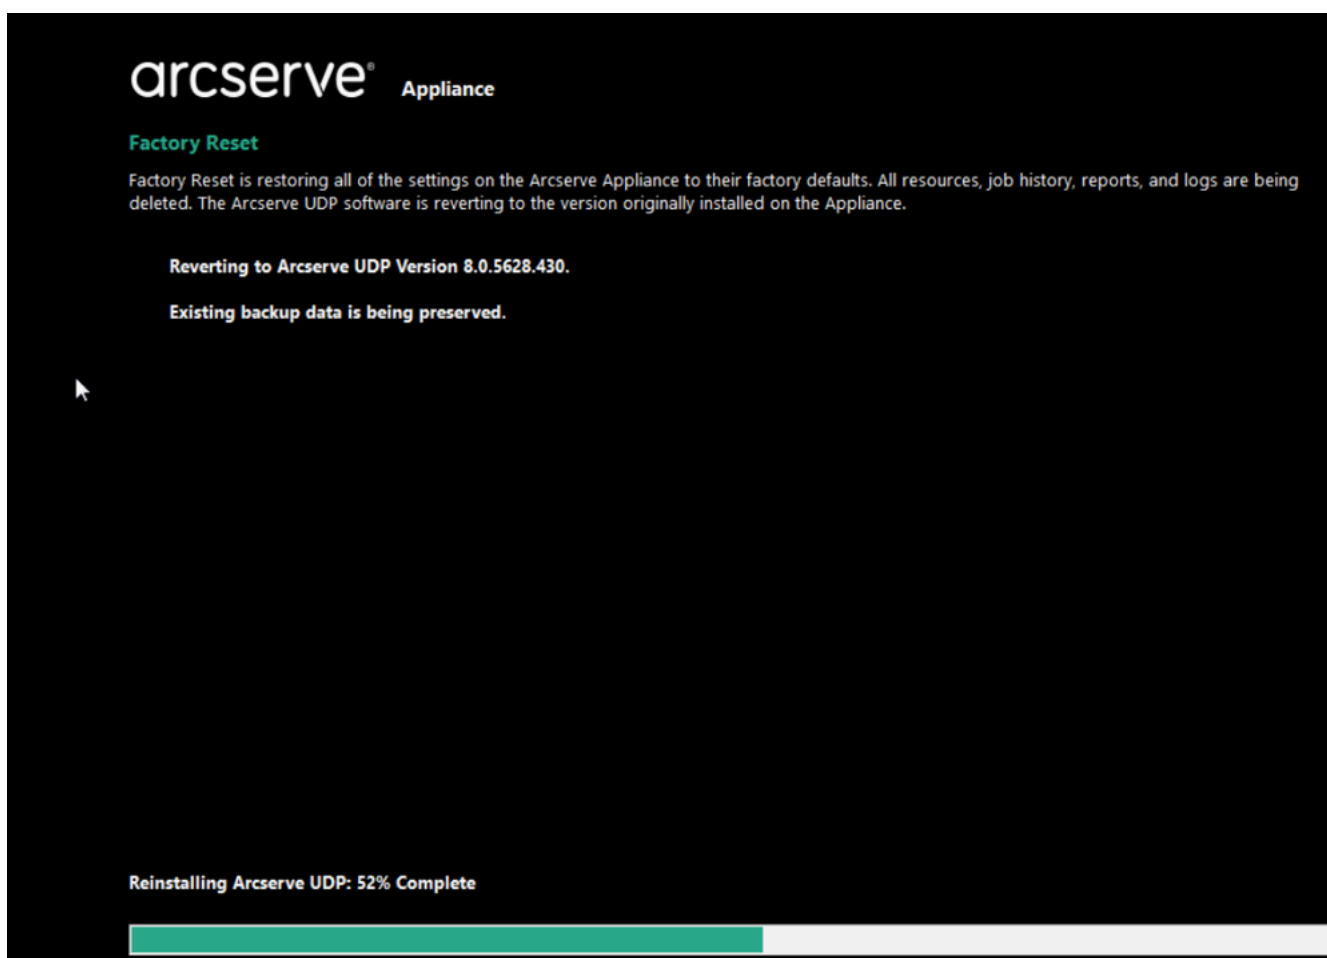 arcserve® Appliance
Factory Reset
Factory Reset is restoring all of the settings on the Arcserve Appliance to their factory defaults. All resources, job history, reports, and logs are being
deleted. The Arcserve UDP software is reverting to the version originally installed on the Appliance.
Reverting to Arcserve UDP Version 8.0.5628.430.
Existing backup data is being preserved.
Reinstalling Arcserve UDP: 52% Complete